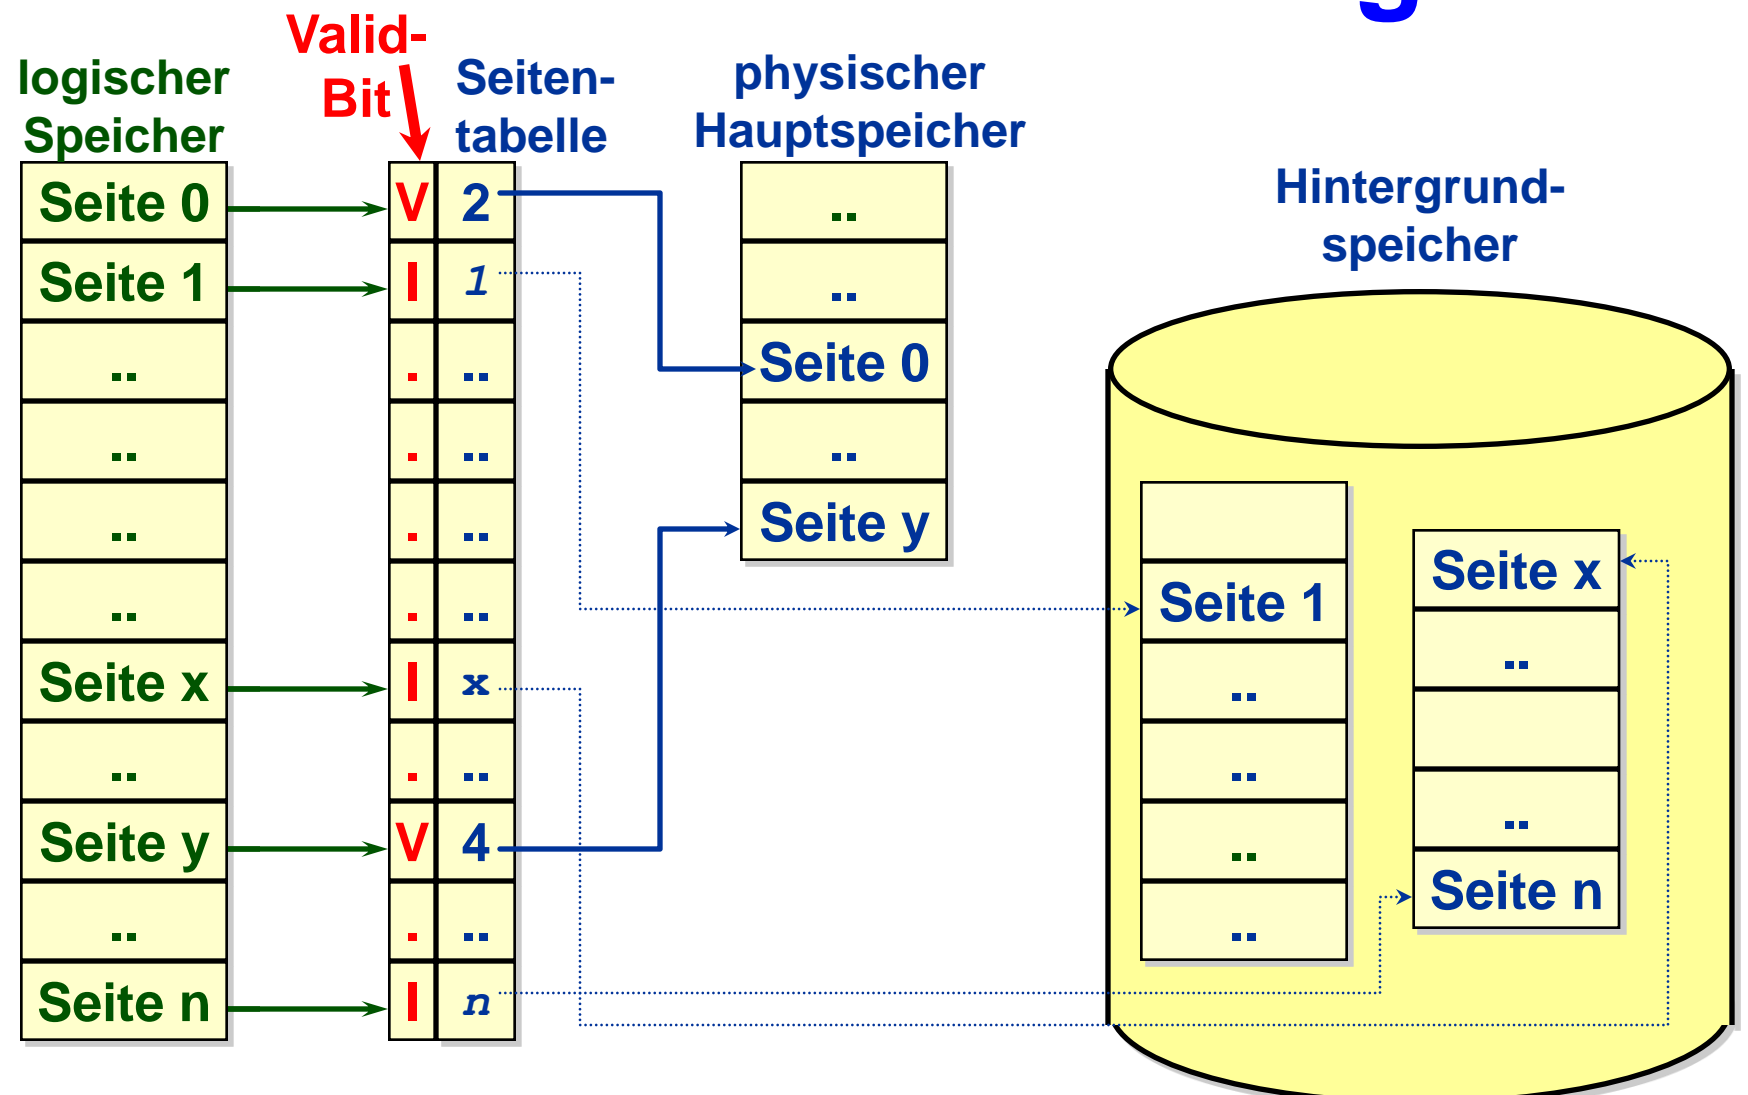 g
Valid-
Bit
logischer
Speicher
Seiten-
tabelle
physischer
Hauptspeicher
Hintergrund-
speicher
Seite 0
V
2
..
Seite 1
I
1
..
..
.
..
Seite 0
..
.
..
..
..
.
..
Seite y
..
.
..
Seite x
I
x
..
.
..
Seite y
V
4
..
.
..
Seite n
I
n
Seite 1
..
..
..
..
Seite x
..
..
Seite n